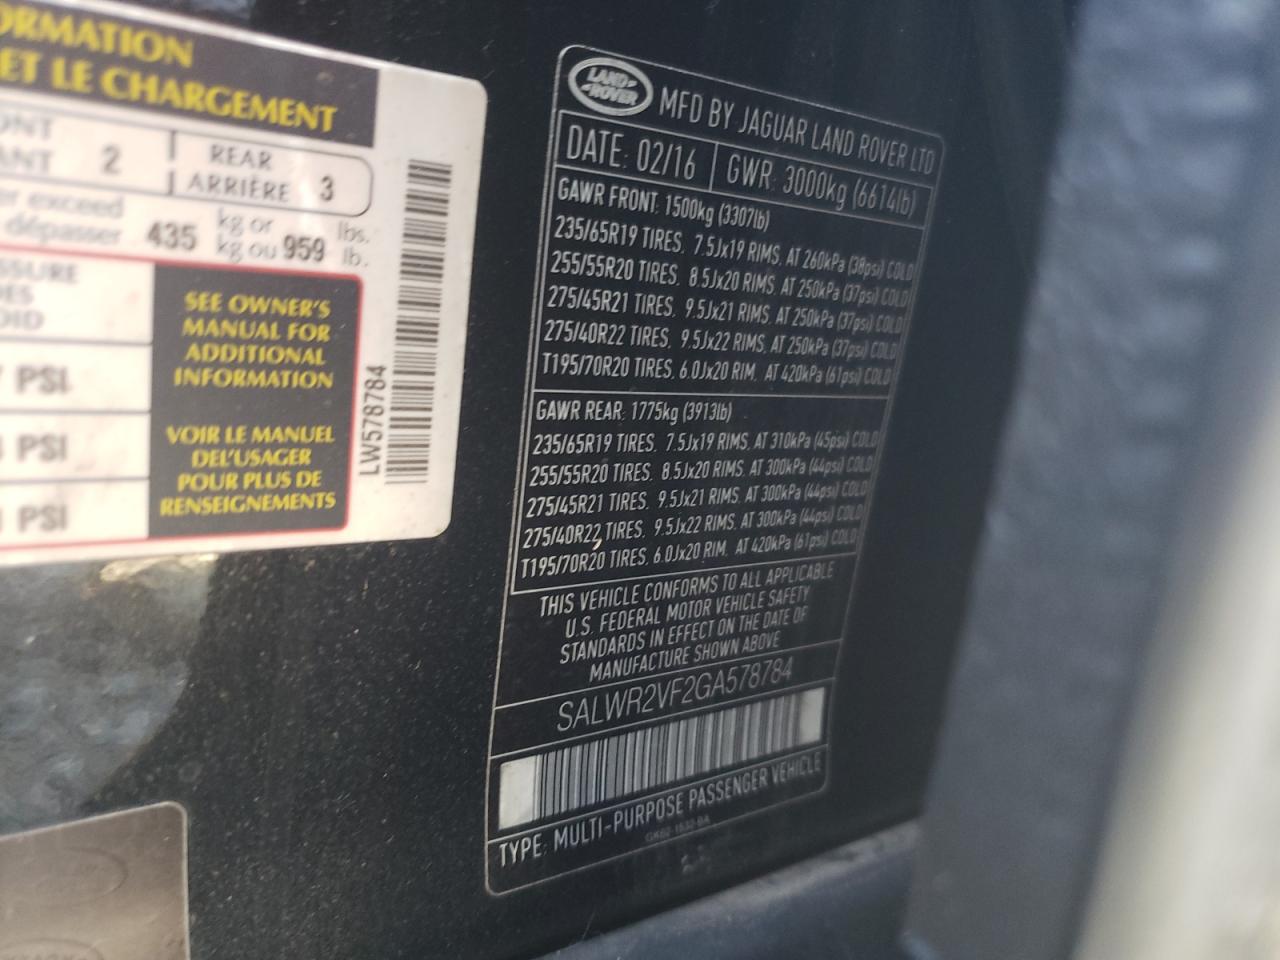 ORMATION
ET LE CHARGEMENT
ONT
ANT 2
REAR
ARRIÈRE 3
er exceed
dépasser 435 kg or
kg ou 959 lbs.
lb.
SSURE
DES
OID
PSI
PSI
PSI
SEE OWNER'S
MANUAL FOR
ADDITIONAL
INFORMATION
VOIR LE MANUEL
DEL'USAGER
POUR PLUS DE
RENSEIGNEMENTS
LW578784
LAND
ROVER
MFD BY JAGUAR LAND ROVER LTD
DATE: 02/16 GWR: 3000kg (6614lb)
GAWR FRONT: 1500kg (3307lb)
235/65R19 TIRES, 7.5Jx19 RIMS, AT 260kPa (38psi) COLD
255/55R20 TIRES, 8.5Jx20 RIMS, AT 250kPa (37psi) COLD
275/45R21 TIRES, 9.5Jx21 RIMS, AT 250kPa (37psi) COLD
275/40R22 TIRES, 9.5Jx22 RIMS, AT 250kPa (37psi) COLD
T195/70R20 TIRES, 6.0Jx20 RIM, AT 420kPa (61psi) COLD
GAWR REAR: 1775kg (3913lb)
235/65R19 TIRES, 7.5Jx19 RIMS, AT 310kPa (45psi) COLD
255/55R20 TIRES, 8.5Jx20 RIMS, AT 300kPa (44psi) COLD
275/45R21 TIRES, 9.5Jx21 RIMS, AT 300kPa (44psi) COLD
275/40R22 TIRES, 9.5Jx22 RIMS, AT 300kPa (44psi) COLD
T195/70R20 TIRES, 6.0Jx20 RIM, AT 420kPa (61psi) COLD
THIS VEHICLE CONFORMS TO ALL APPLICABLE
U.S. FEDERAL MOTOR VEHICLE SAFETY
STANDARDS IN EFFECT ON THE DATE OF
MANUFACTURE SHOWN ABOVE
SALWR2VF2GA578784
TYPE: MULTI-PURPOSE PASSENGER VEHICLE